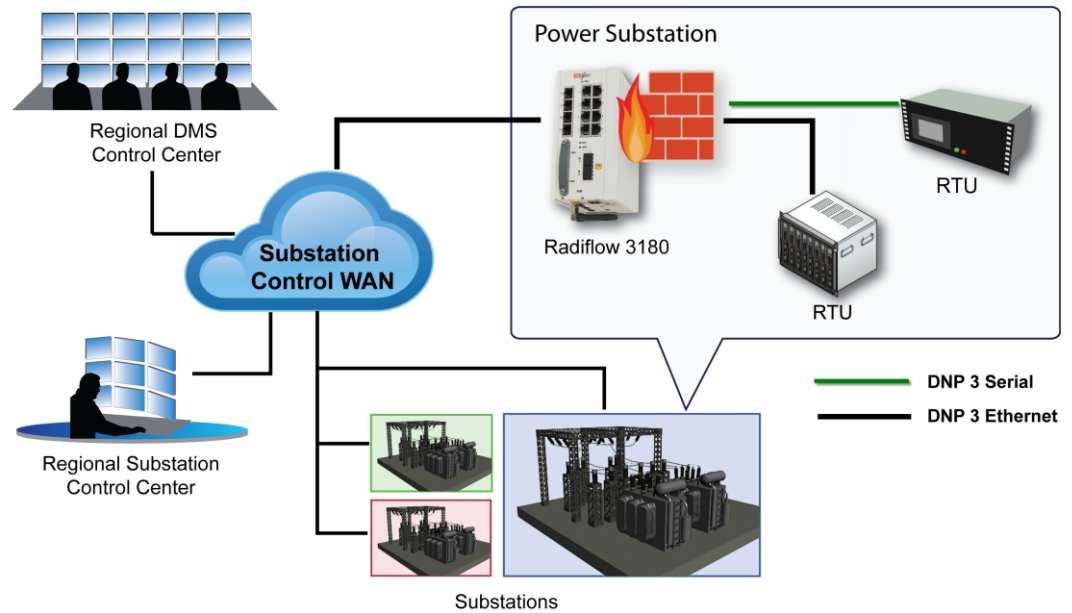 Power Substation
Regional DMS
Control Center
Substation
Control WAN
Radiflow 3180
RTU
RTU
Regional Substation
Control Center
DNP 3 Serial
DNP 3 Ethernet
Substations